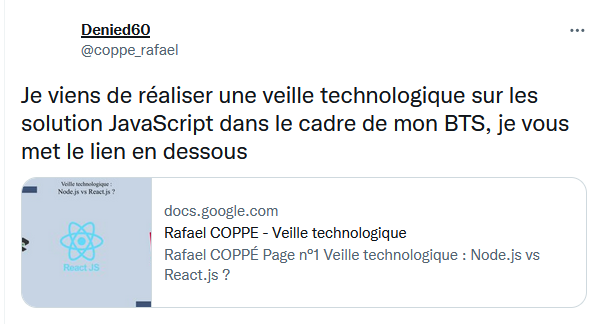 Denied60
@coppe_rafael
Je viens de réaliser une veille technologique sur les
solution JavaScript dans le cadre de mon BTS, je vous
met le lien en dessous
Veille technologique :
Node.js vs React.js ?
React JS
docs.google.com
Rafael COPPE - Veille technologique
Rafael COPPÉ Page n°1 Veille technologique : Node.js vs
React.js ?